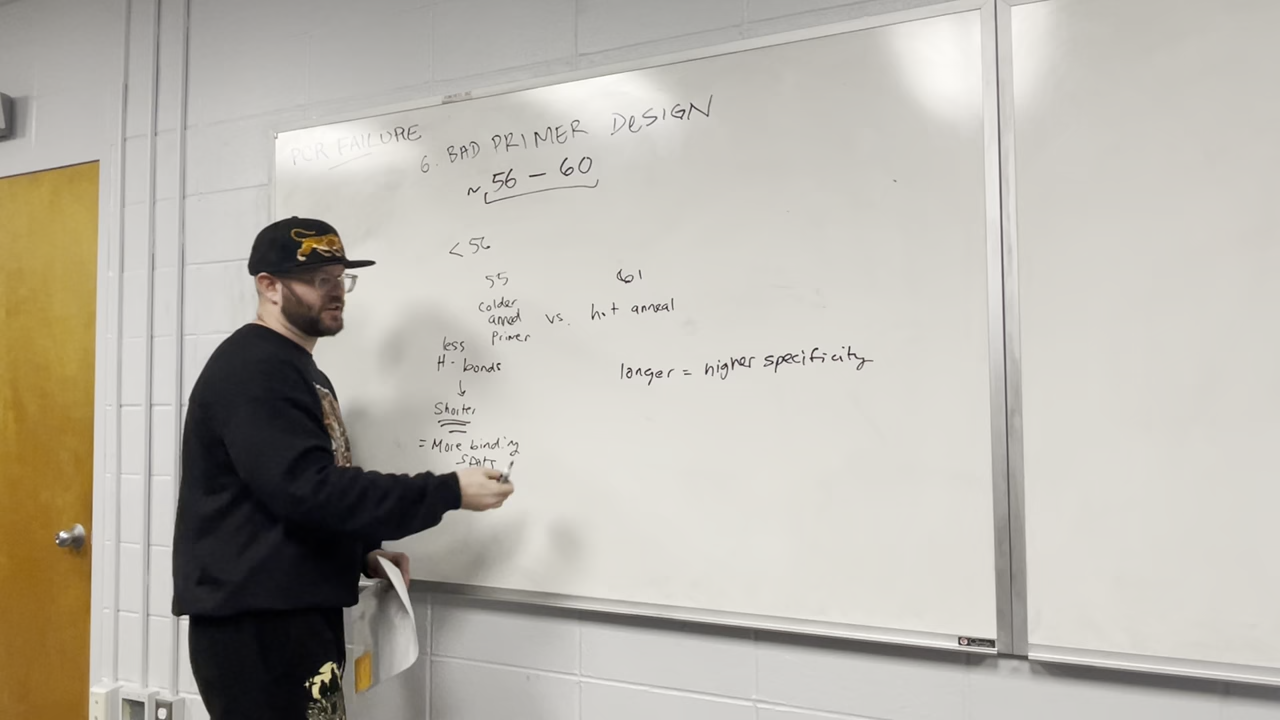 PCR FAILURE
6. BAD PRIMER DeSIGN
~ 56 - 60
< 56
55
61
colder
anneal vs. hot anneal
primer
less
H-bonds
↓
Shorter
longer = higher specificity
= More binding
spots